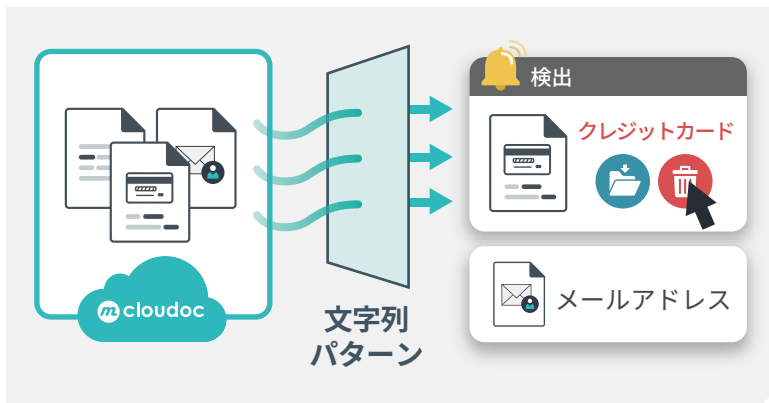 検出
クレジットカード
メールアドレス
文字列
パターン
m cloudoc